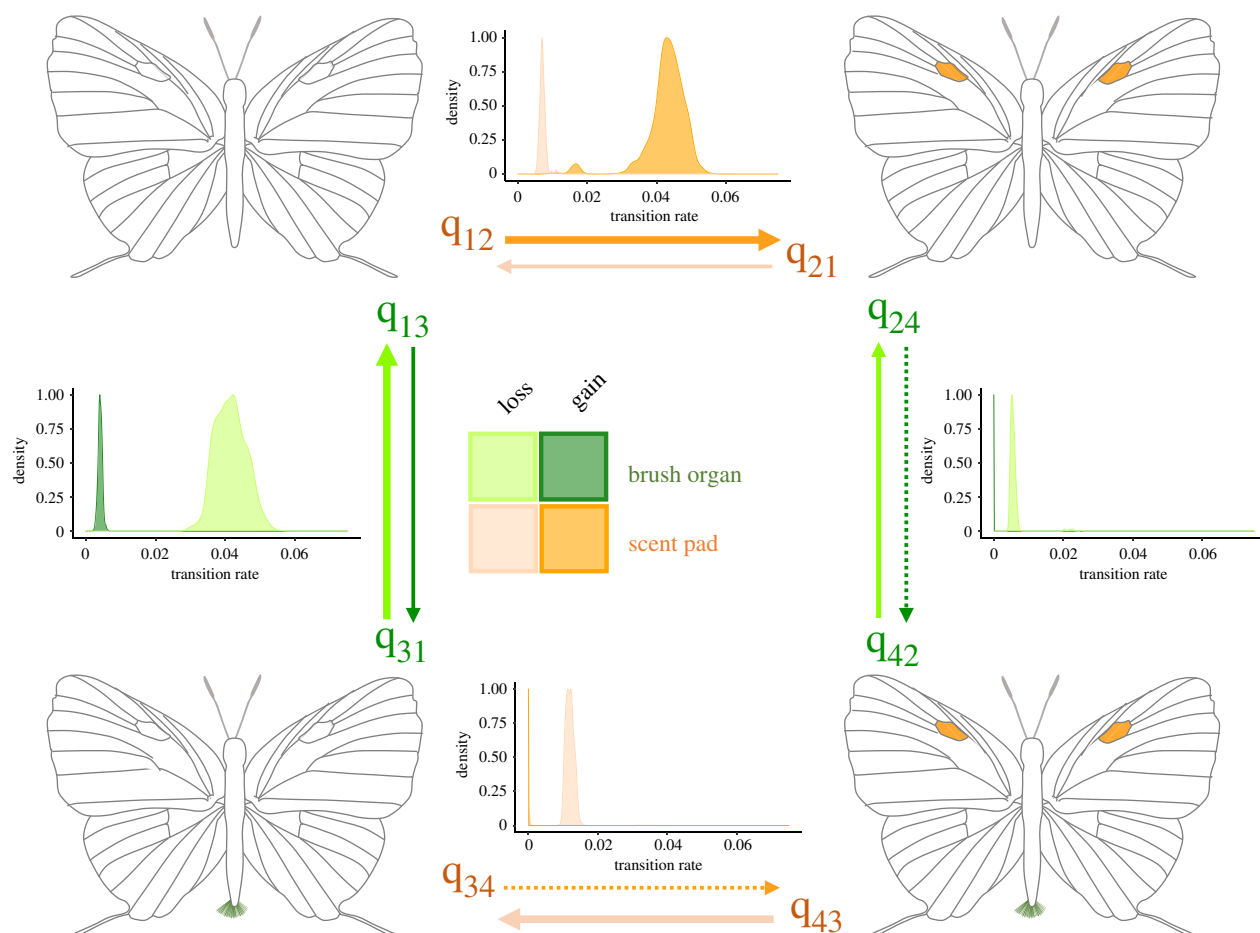 1.00
0.75
0.50
0.25
0
density
0 0.02 0.04 0.06
transition rate
q12
q21
q13
q24
1.00
0.75
0.50
0.25
0
density
0 0.02 0.04 0.06
transition rate
loss gain
brush organ
scent pad
1.00
0.75
0.50
0.25
0
density
0 0.02 0.04 0.06
transition rate
q31
q42
1.00
0.75
0.50
0.25
0
density
0 0.02 0.04 0.06
transition rate
q34
q43